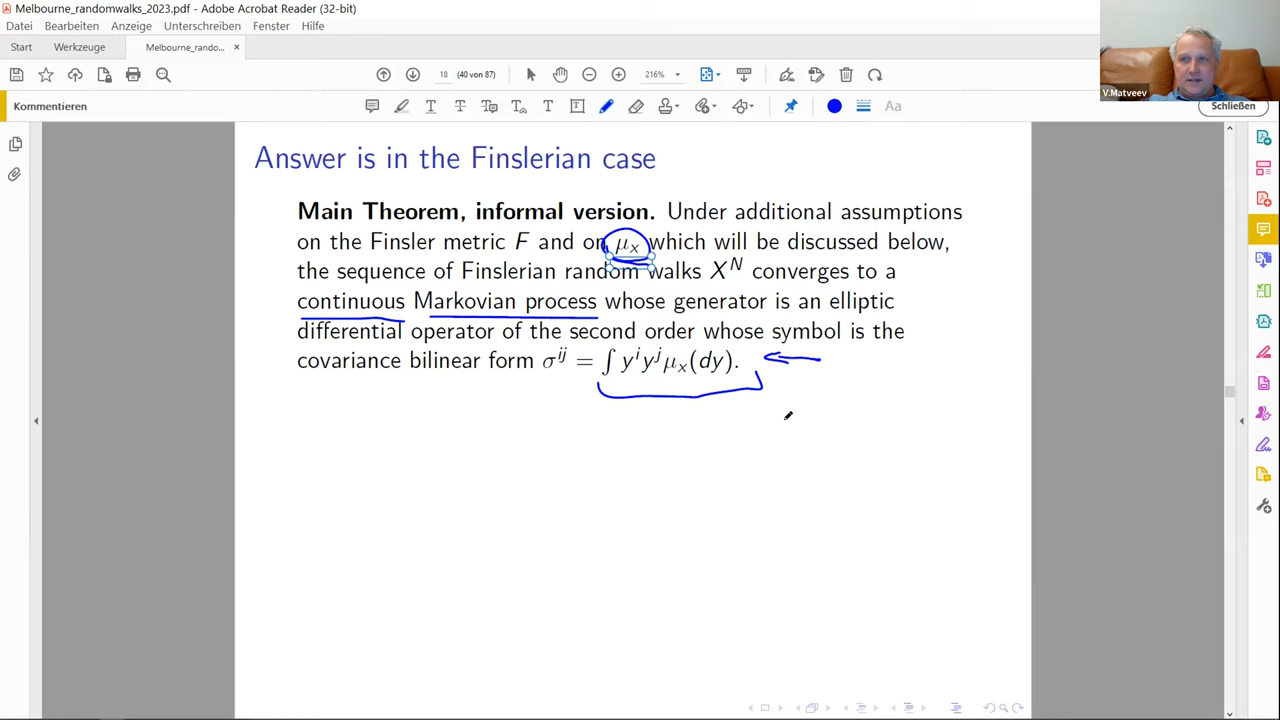 Melbourne_randomwalks_2023.pdf - Adobe Acrobat Reader (32-bit)
Datei Bearbeiten Anzeige Unterschreiben Fenster Hilfe
Start Werkzeuge Melbourne_rando... ×
18 (40 von 87) 216%
V.Matveev
Kommentieren Aa Schließen
Answer is in the Finslerian case
Main Theorem, informal version. Under additional assumptions
on the Finsler metric F and on μₓ which will be discussed below,
the sequence of Finslerian random walks Xᴺ converges to a
continuous Markovian process whose generator is an elliptic
differential operator of the second order whose symbol is the
covariance bilinear form σⁱʲ = ∫ yⁱyʲμₓ(dy).